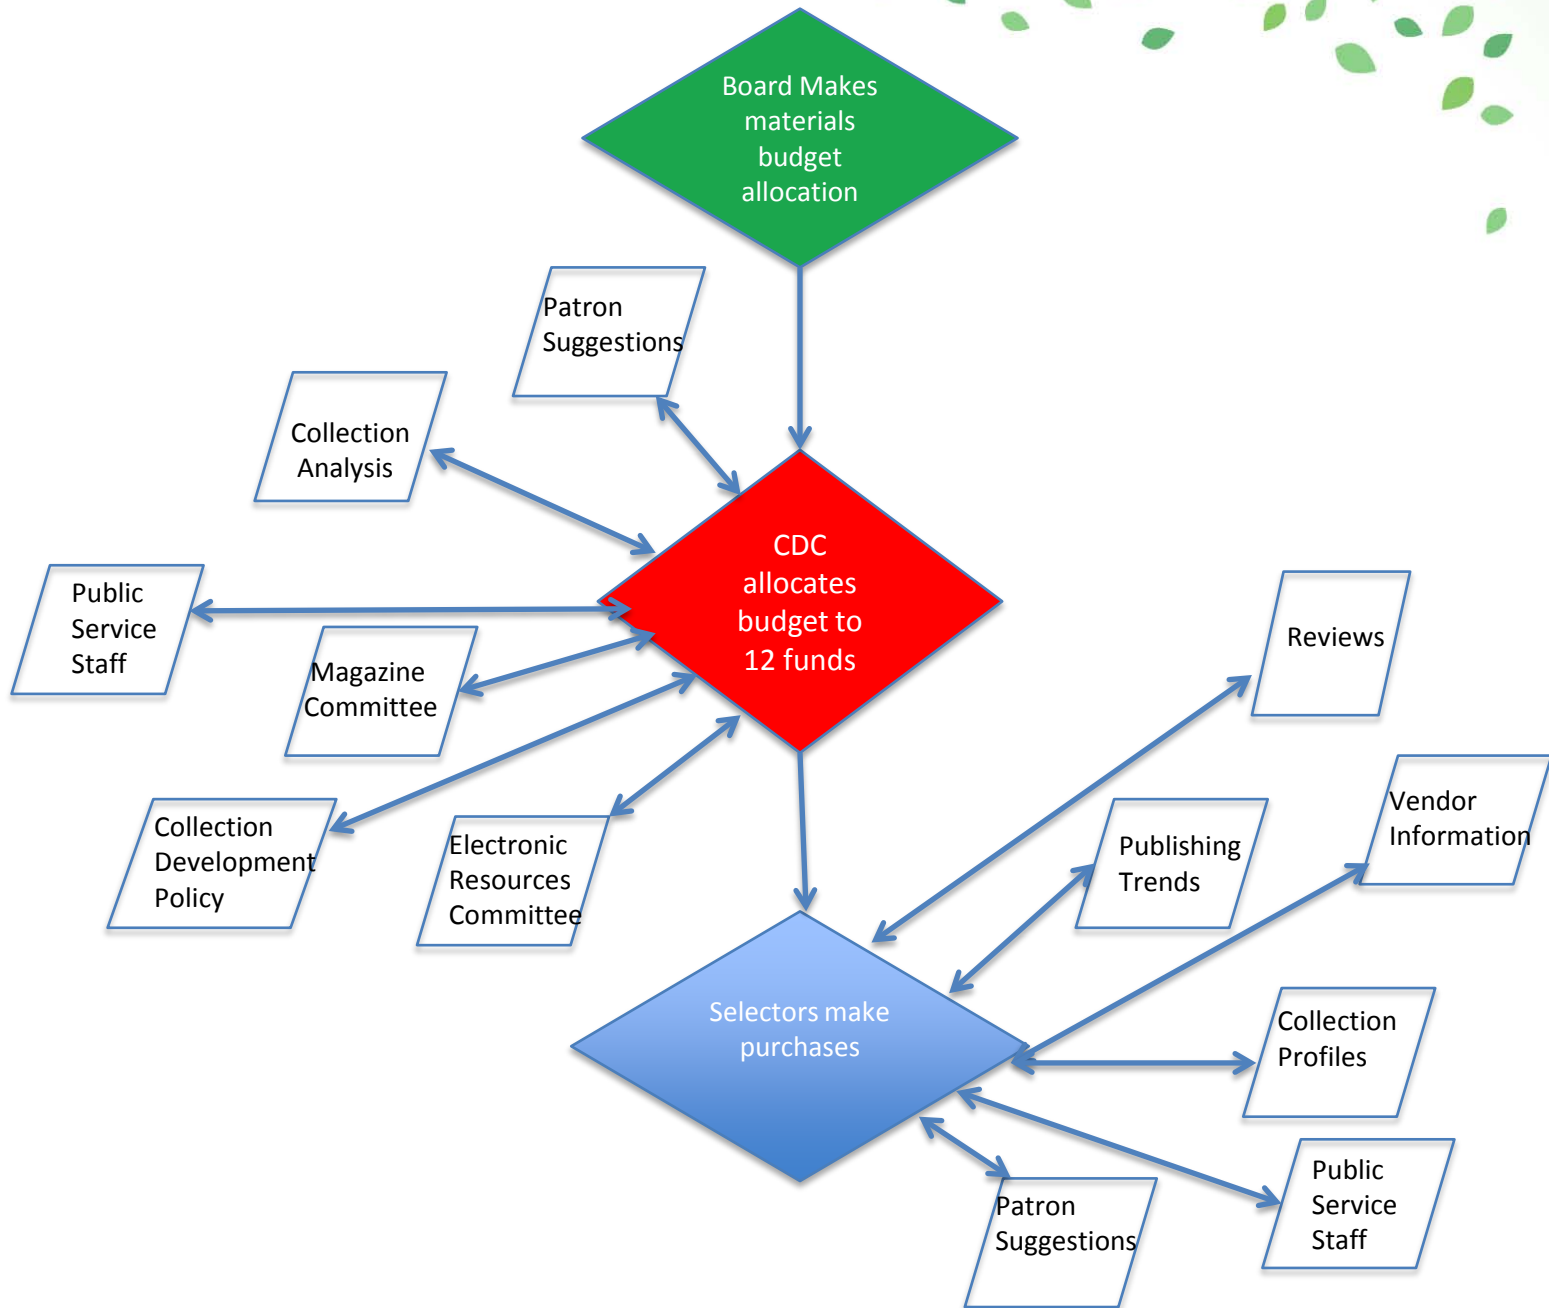 Board Makes
materials
budget
allocation
Patron
Suggestions
Collection
Analysis
CDC
allocates
budget to
12 funds
Public
Service
Staff
Magazine
Committee
Collection
Development
Policy
Electronic
Resources
Committee
Reviews
Vendor
Information
Publishing
Trends
Selectors make
purchases
Collection
Profiles
Public
Service
Staff
Patron
Suggestions